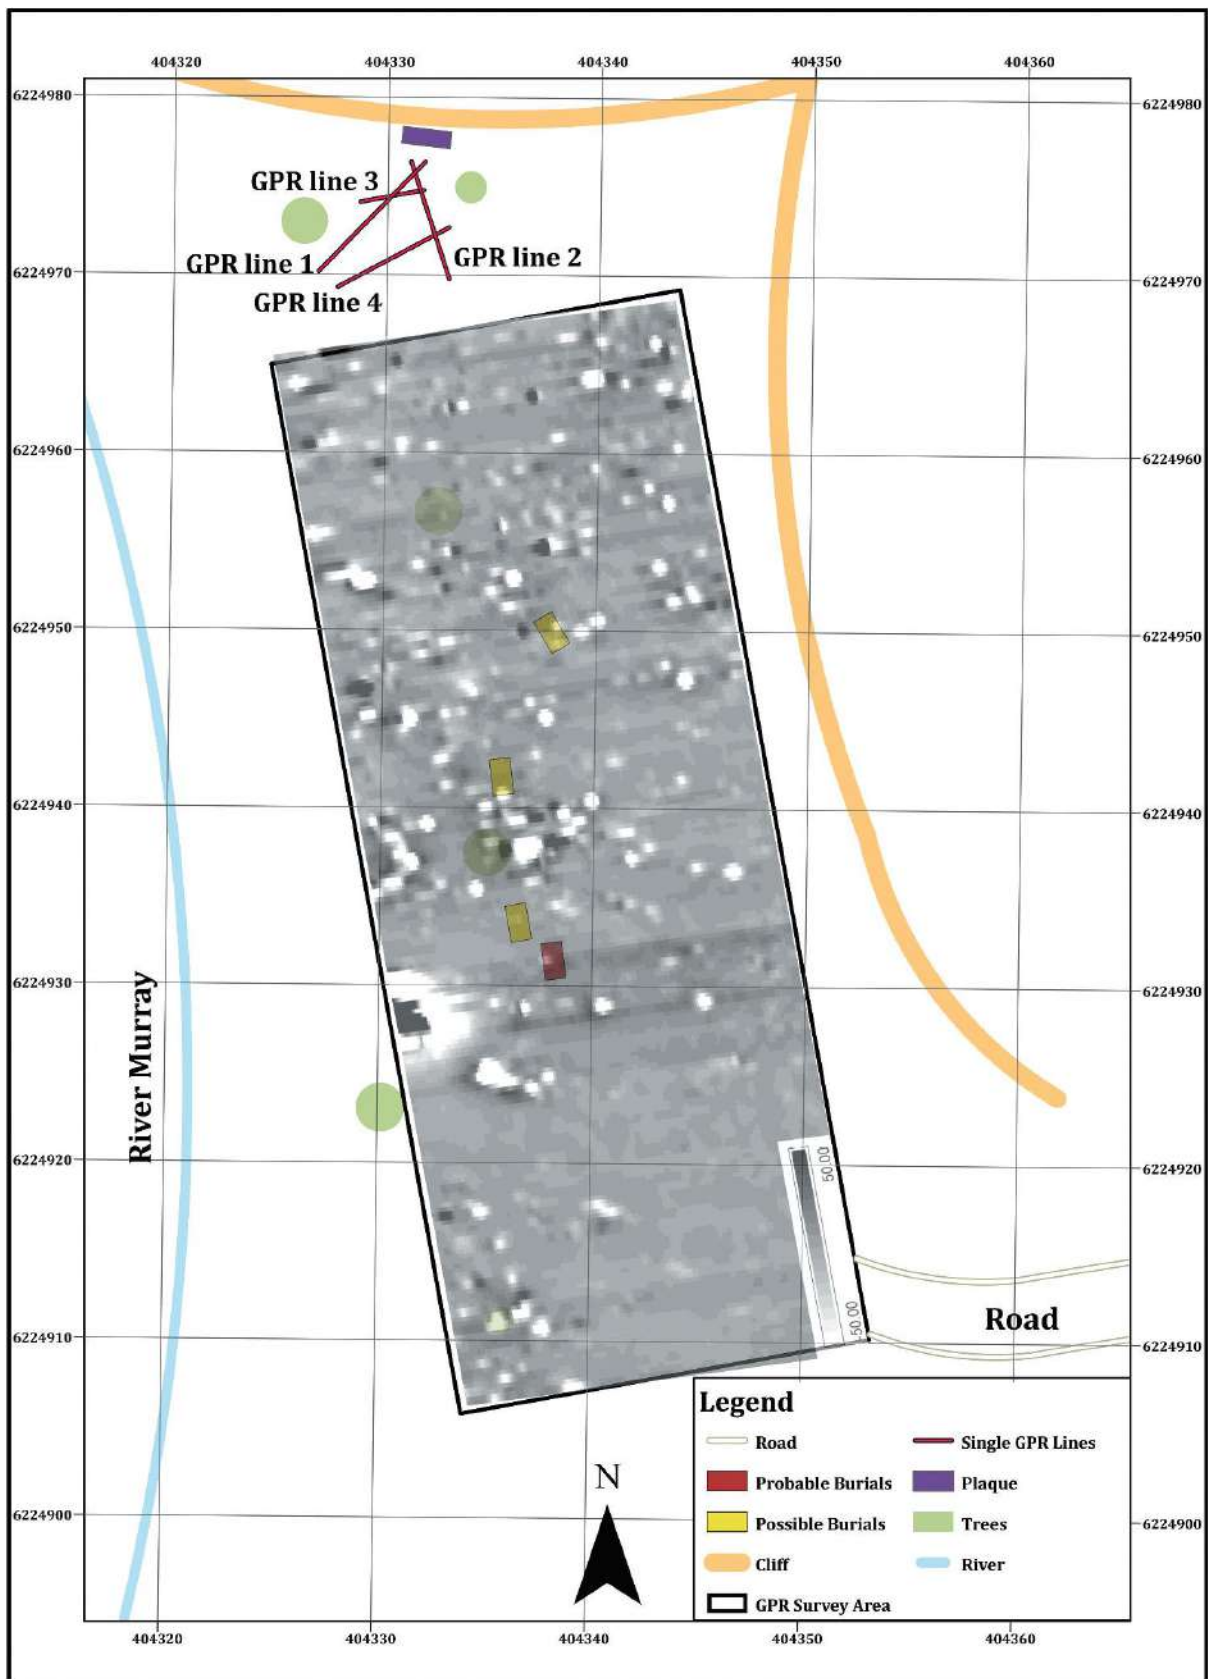 404320 404330 404340 404350 404360
6224980 6224980
GPR line 3
GPR line 1 GPR line 2
6224970 6224970
GPR line 4
6224960 6224960
6224950 6224950
6224940 6224940
6224930 6224930
River Murray
6224920 6224920
50.00
-50.00
Road
6224910 6224910
Legend
Road Single GPR Lines
Probable Burials Plaque
Possible Burials Trees
Cliff River
GPR Survey Area
N
6224900 6224900
404320 404330 404340 404350 404360